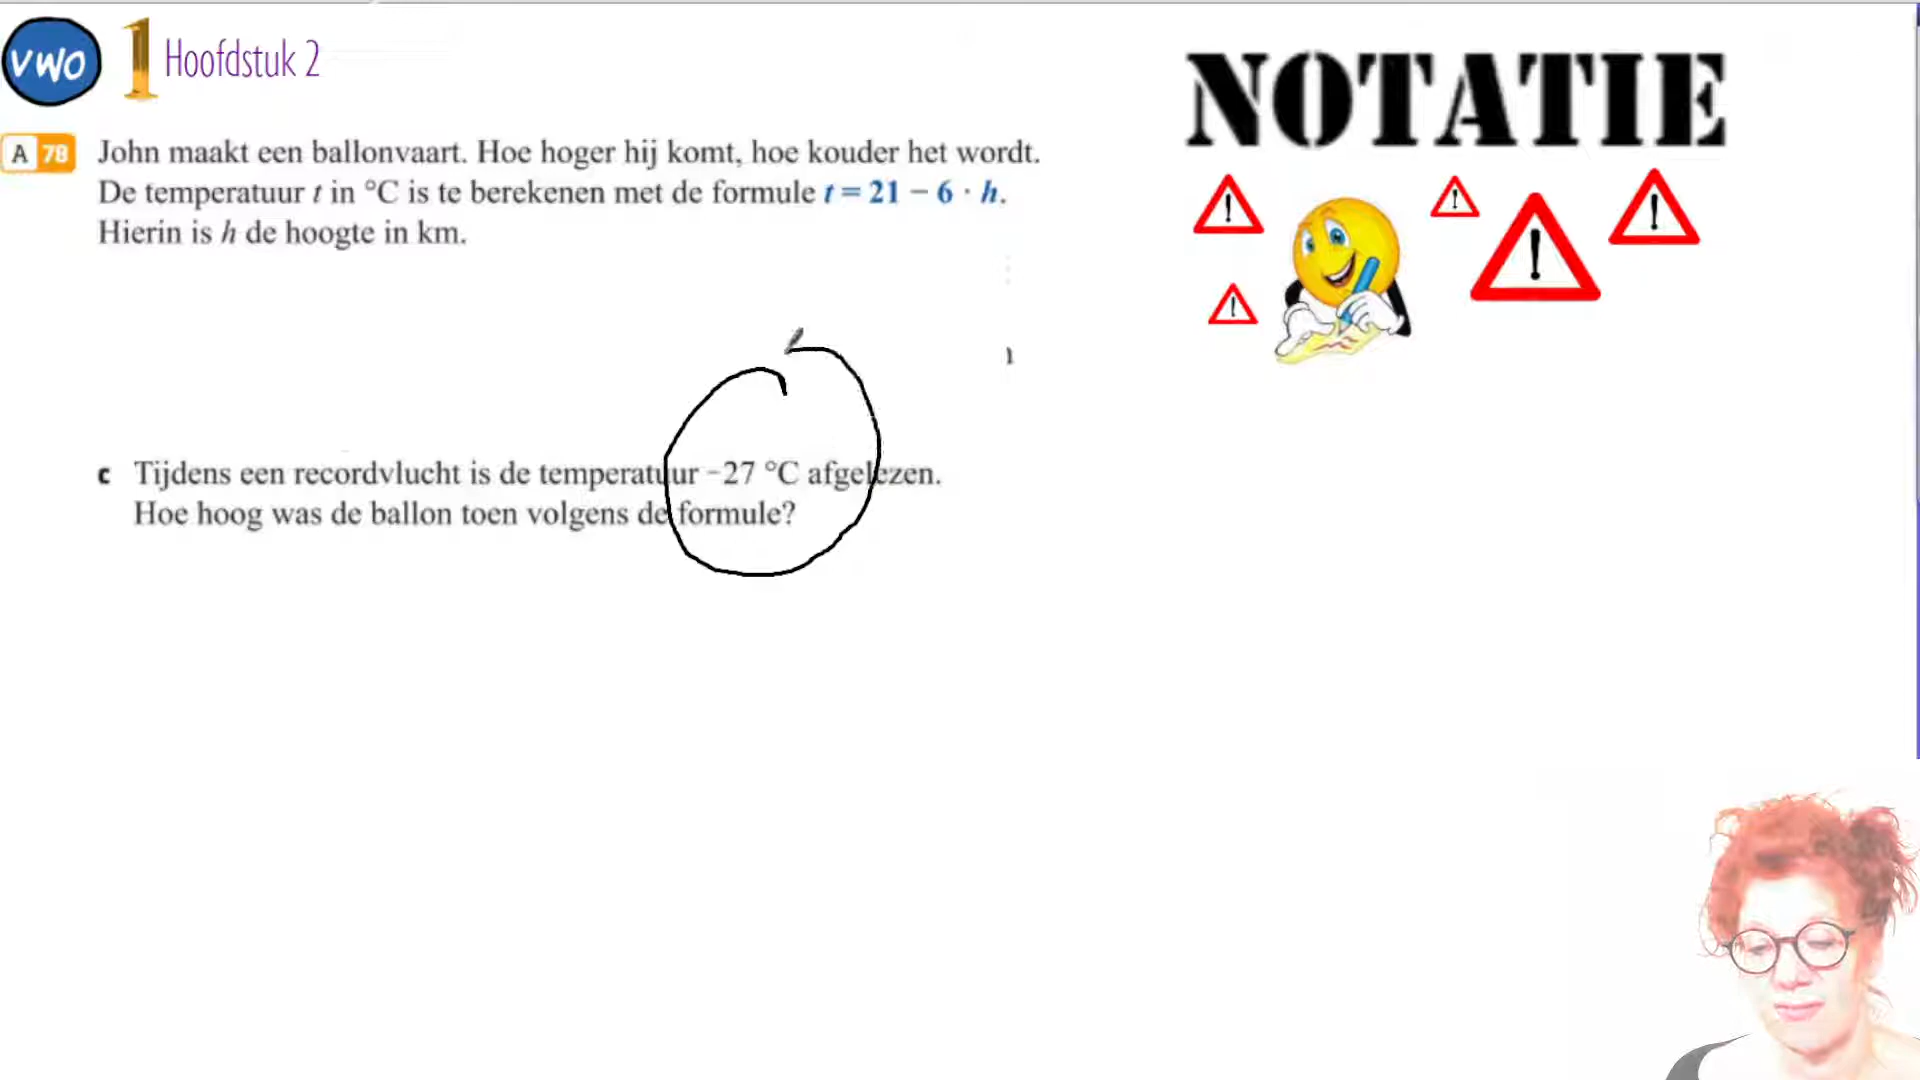 VWO 1 Hoofdstuk 2
NOTATIE
A 78 John maakt een ballonvaart. Hoe hoger hij komt, hoe kouder het wordt.
De temperatuur t in °C is te berekenen met de formule t = 21 − 6 · h.
Hierin is h de hoogte in km.
c Tijdens een recordvlucht is de temperatuur −27 °C afgelezen.
Hoe hoog was de ballon toen volgens de formule?